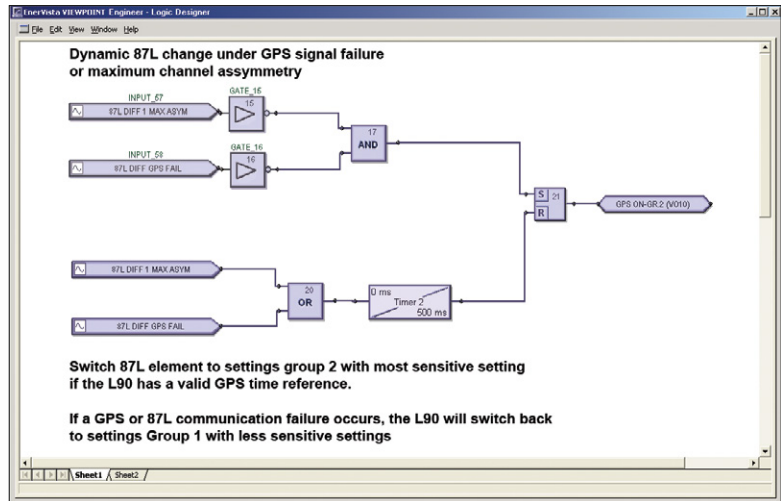 EnerVista VIEWPOINT Engineer - Logic Designer
File Edit View Window Help
Dynamic 87L change under GPS signal failure
or maximum channel assymmetry
INPUT_57
87L DIFF 1 MAX ASYM
GATE_15
15
17
AND
INPUT_58
87L DIFF GPS FAIL
GATE_16
16
S
21
R
GPS ON-GR.2 (VO10)
87L DIFF 1 MAX ASYM
87L DIFF GPS FAIL
20
OR
0 ms
Timer 2
500 ms
Switch 87L element to settings group 2 with most sensitive setting
if the L90 has a valid GPS time reference.
If a GPS or 87L communication failure occurs, the L90 will switch back
to settings Group 1 with less sensitive settings
Sheet1 Sheet2